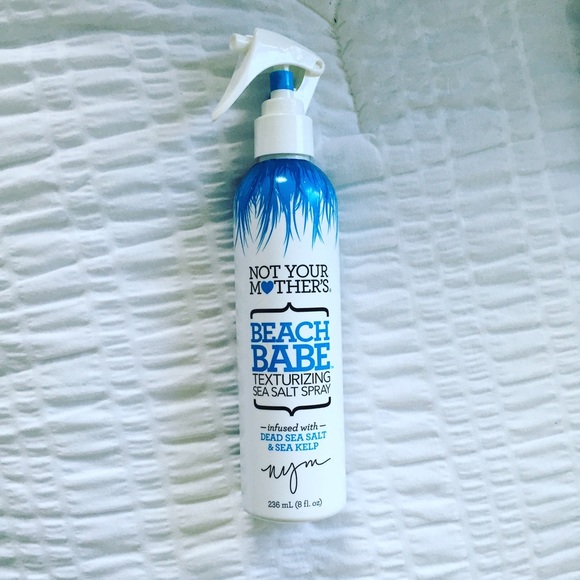 NOT YOUR
MOTHER'S®
BEACH
BABE™
TEXTURIZING
SEA SALT SPRAY
— infused with —
DEAD SEA SALT
& SEA KELP
nym
236 mL (8 fl. oz)